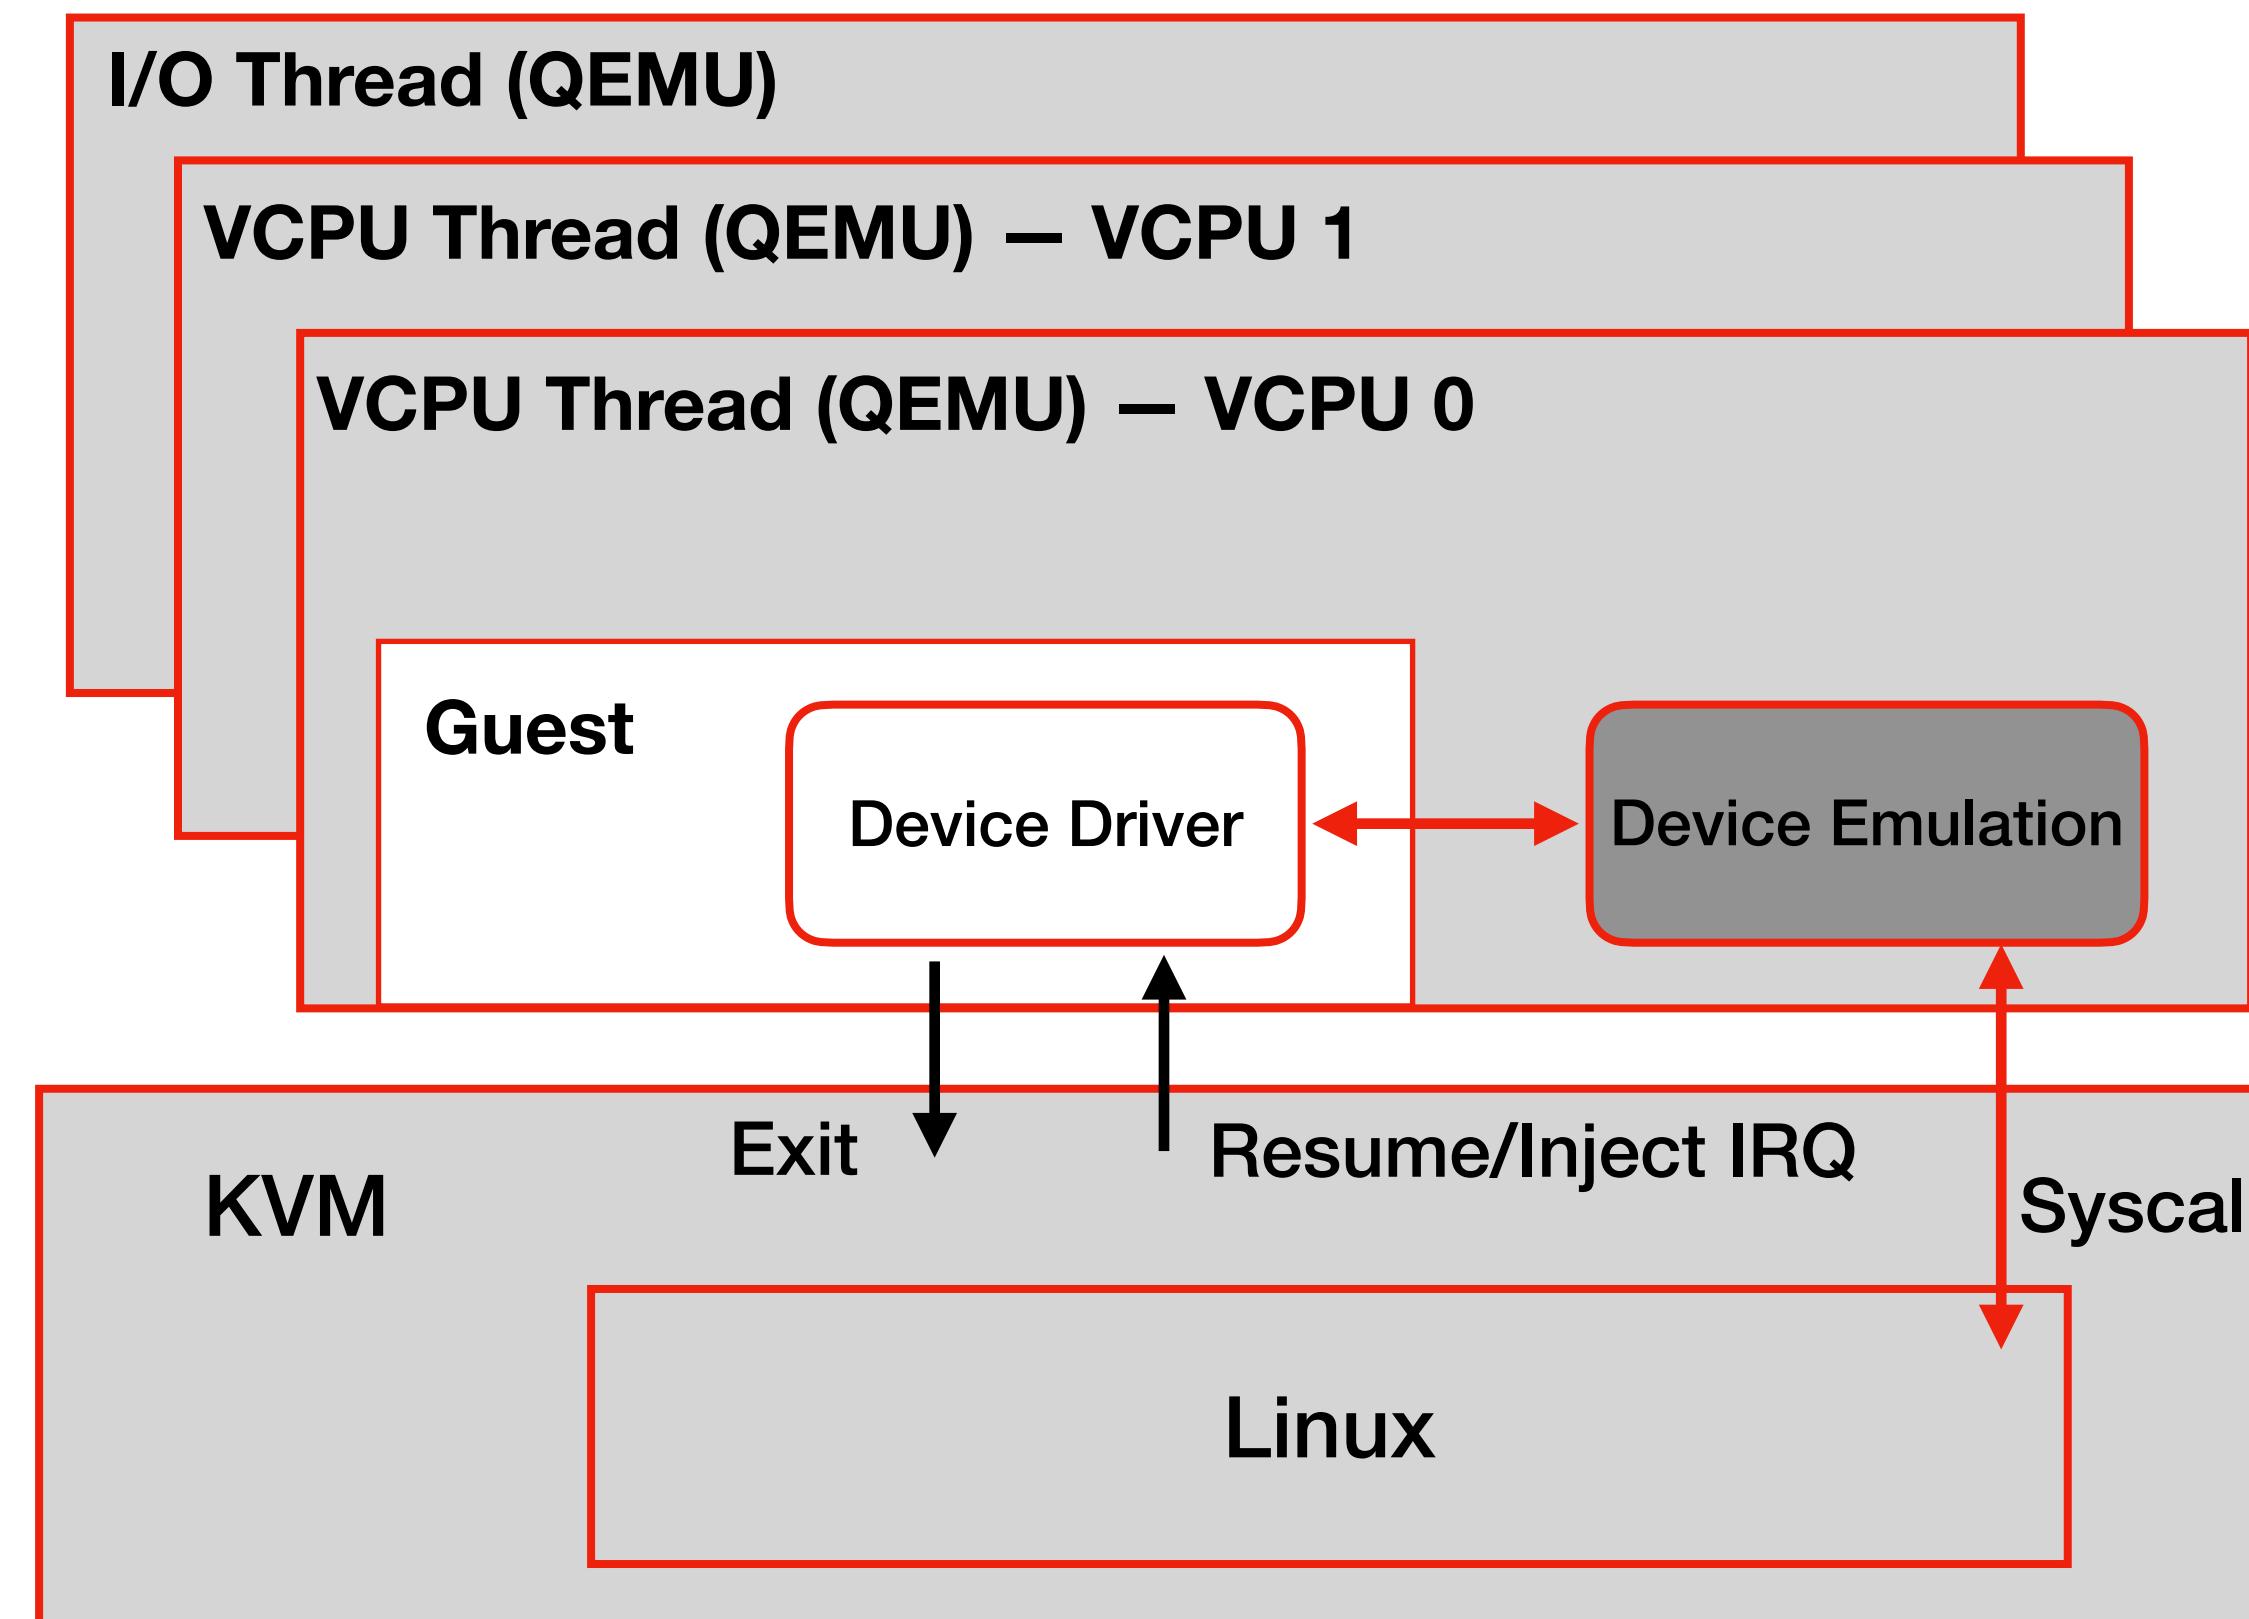 I/O Thread (QEMU)
VCPU Thread (QEMU) — VCPU 1
VCPU Thread (QEMU) — VCPU 0
Guest
Device Driver
Device Emulation
Exit
Resume/Inject IRQ
KVM
Syscal
Linux